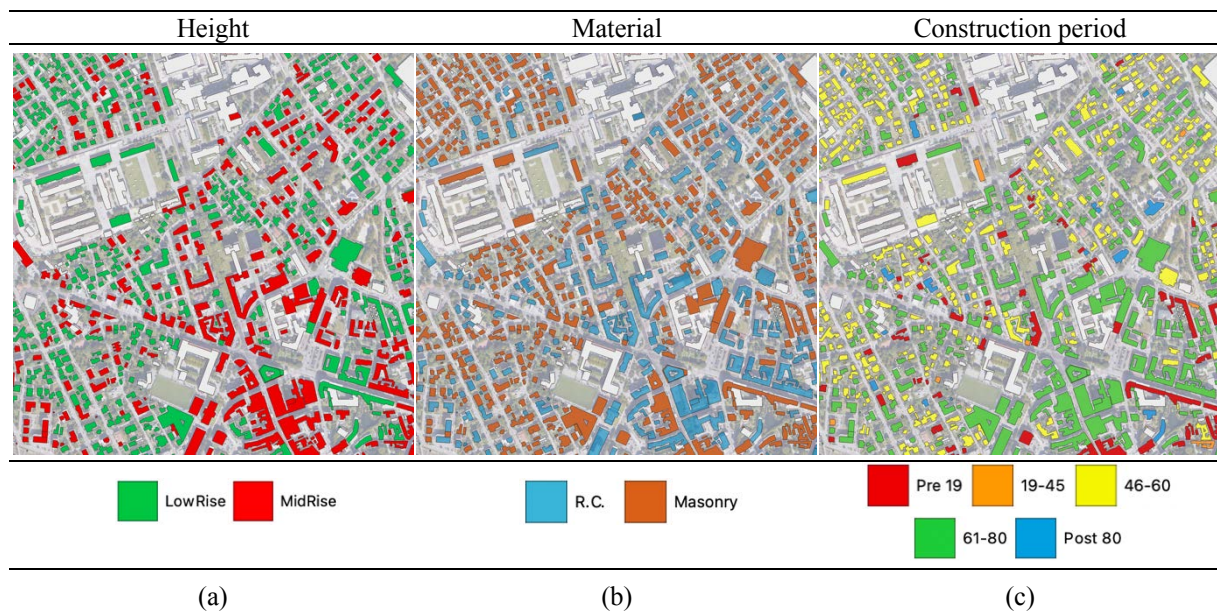 Height Material Construction period
LowRise MidRise R.C. Masonry Pre 19 19-45 46-60
61-80 Post 80
(a) (b) (c)